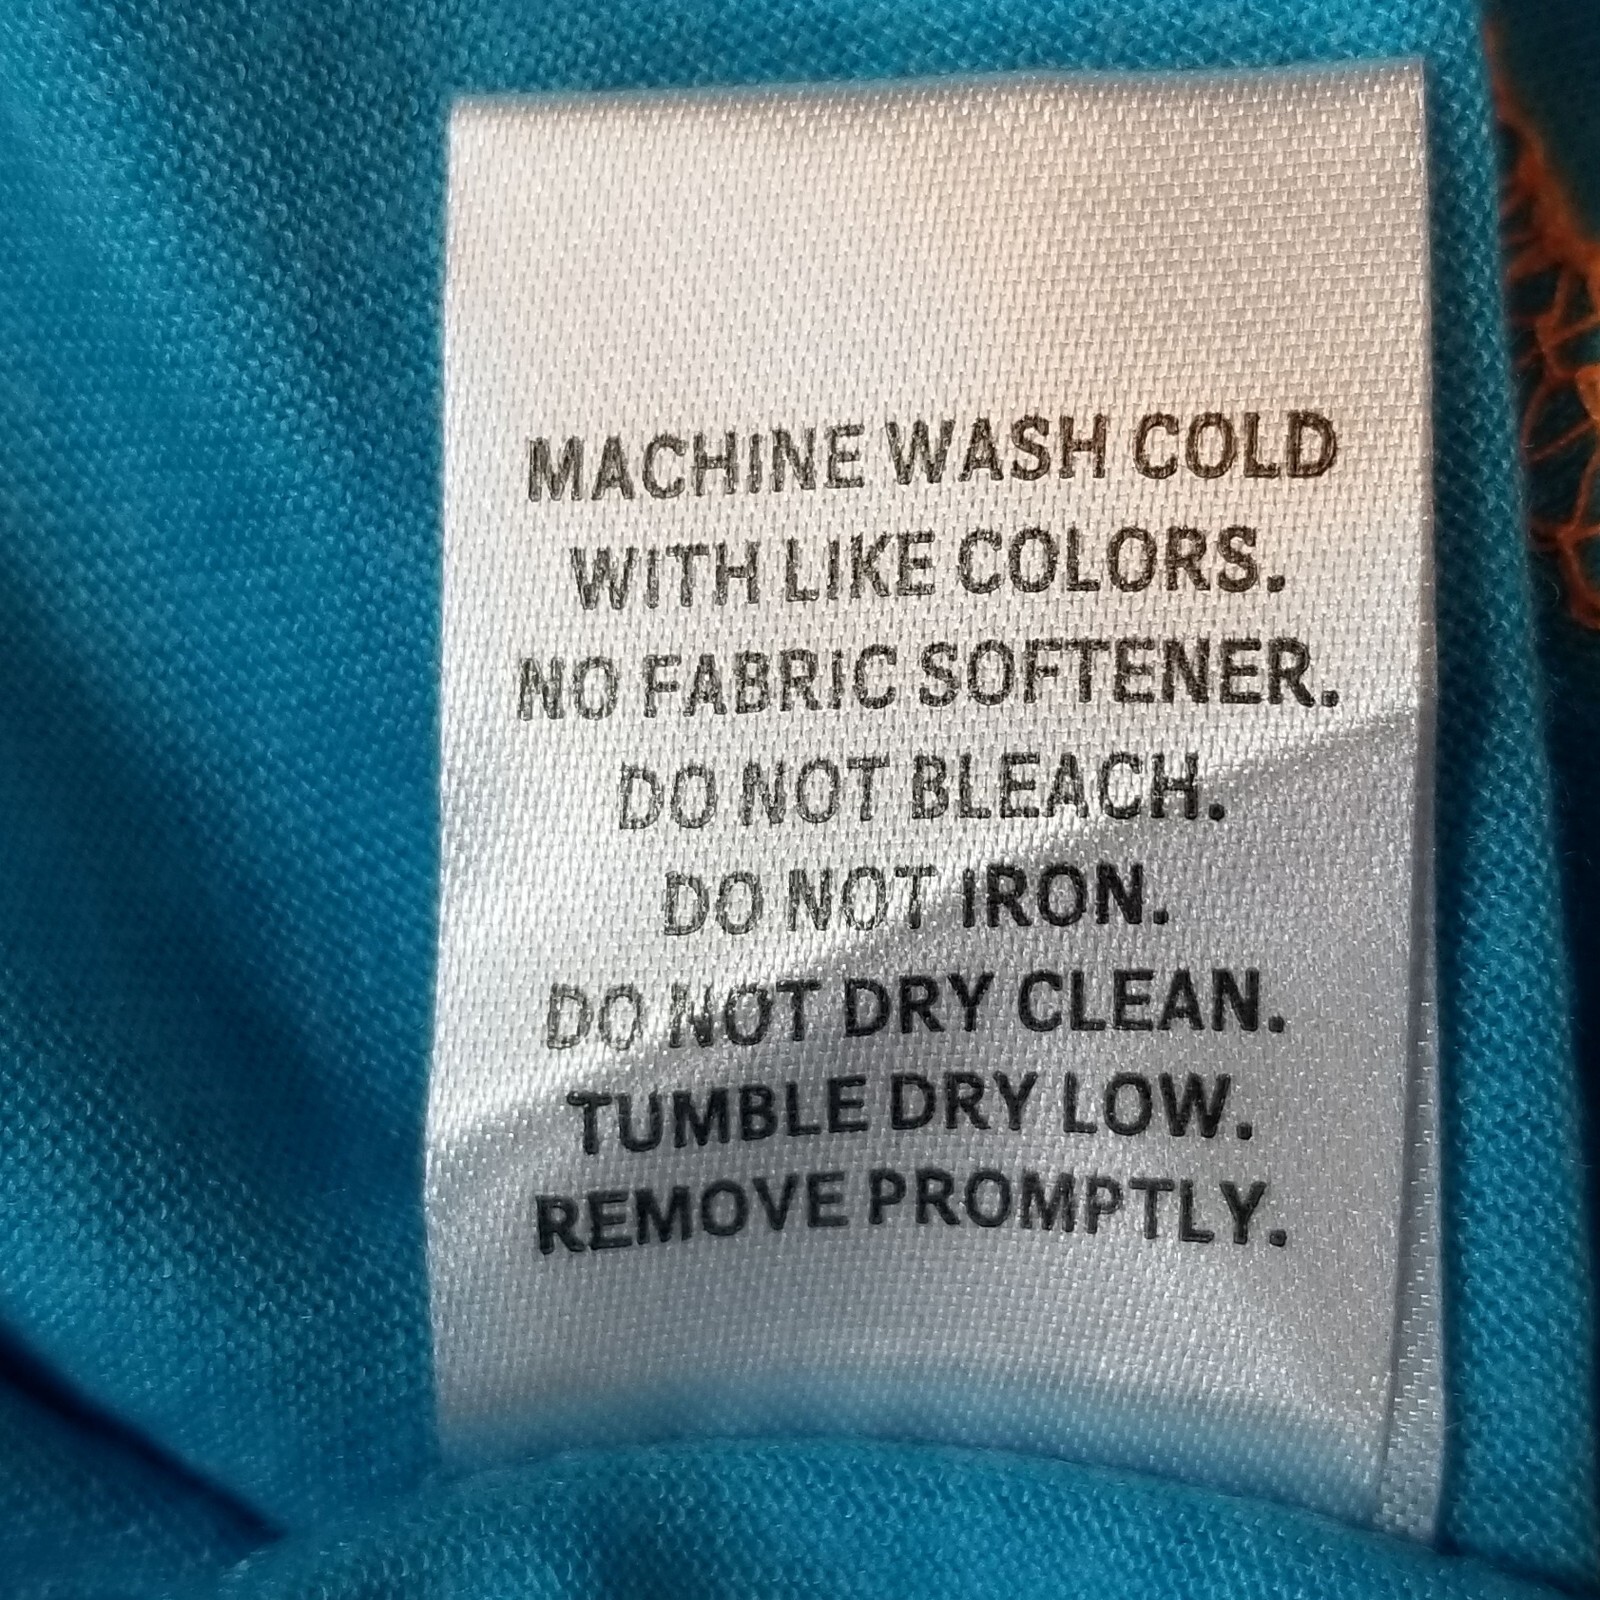 MACHINE WASH COLD
WITH LIKE COLORS.
NO FABRIC SOFTENER.
DO NOT BLEACH.
DO NOT IRON.
DO NOT DRY CLEAN.
TUMBLE DRY LOW.
REMOVE PROMPTLY.